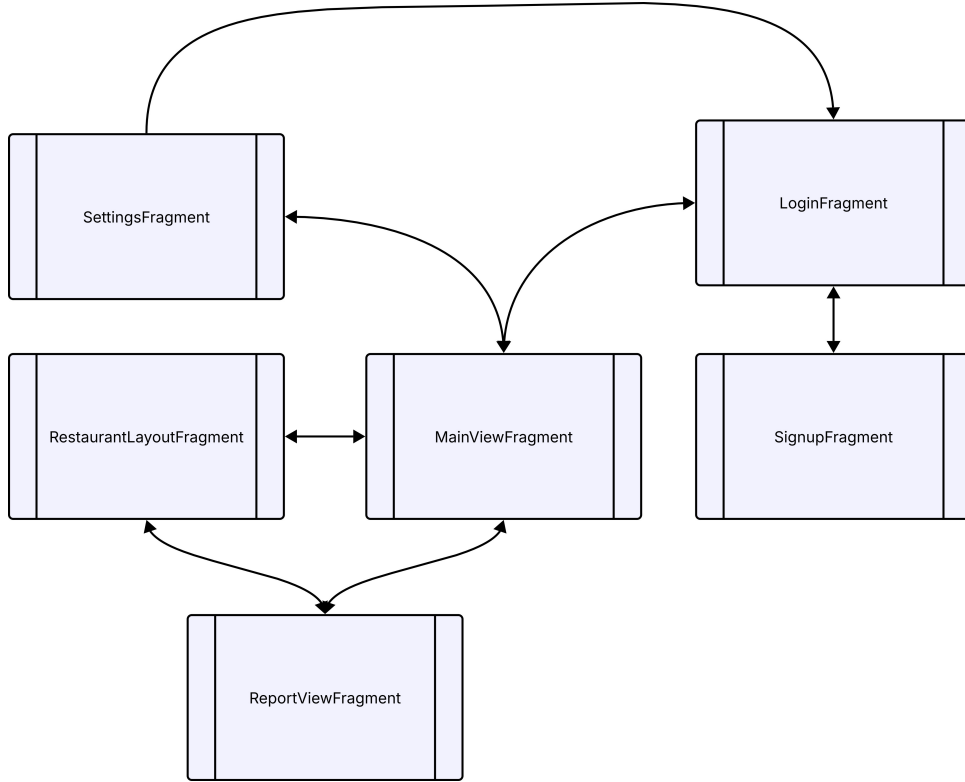 SettingsFragment
LoginFragment
RestaurantLayoutFragment
MainViewFragment
SignupFragment
ReportViewFragment